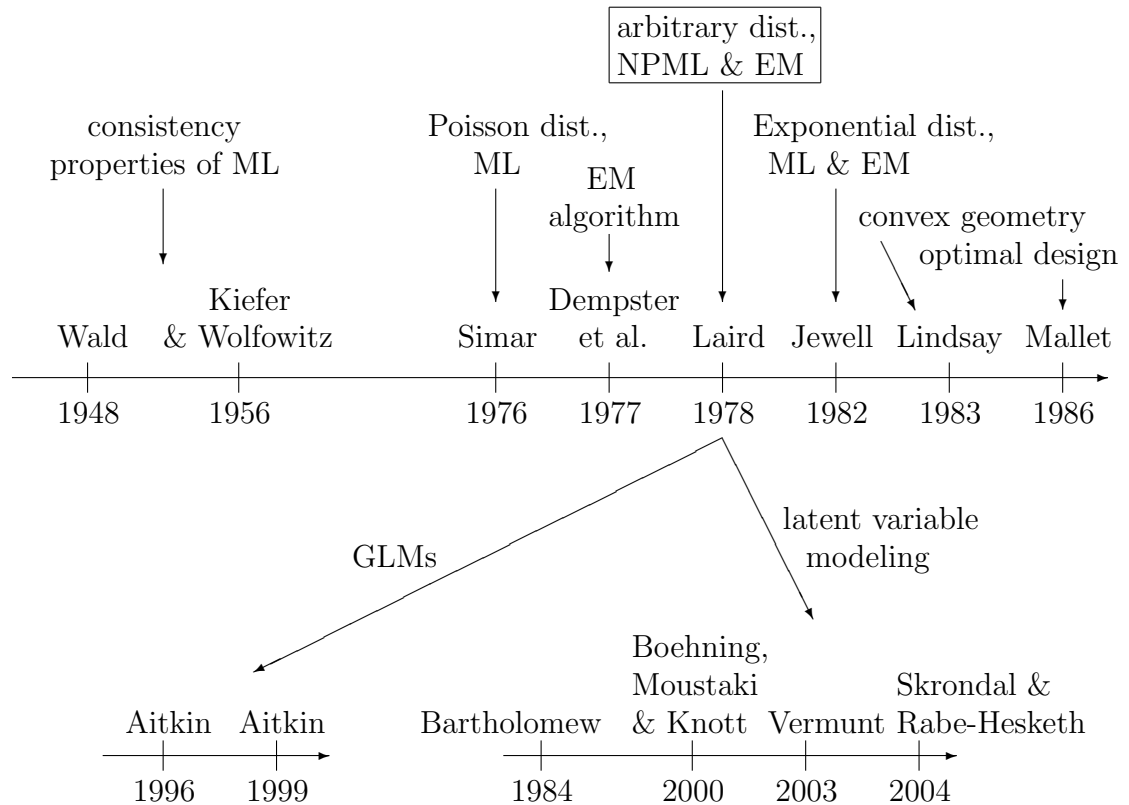 arbitrary dist.,
NPML & EM
consistency
properties of ML
Poisson dist.,
ML
EM
algorithm
Exponential dist.,
ML & EM
convex geometry
optimal design
Wald
Kiefer
& Wolfowitz
Simar
Dempster
et al.
Laird
Jewell
Lindsay
Mallet
1948
1956
1976
1977
1978
1982
1983
1986
GLMs
latent variable
modeling
Aitkin
Aitkin
1996
1999
Bartholomew
Boehning,
Moustaki
& Knott
Vermunt
Skrondal &
Rabe-Hesketh
1984
2000
2003
2004